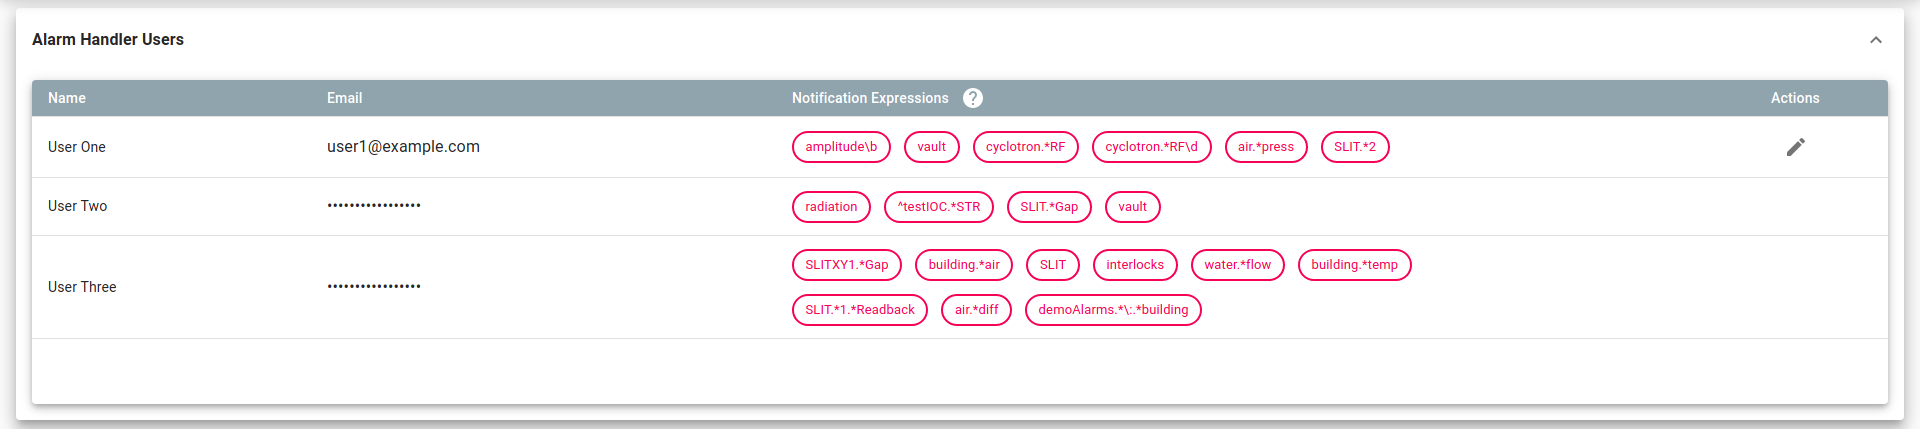 Alarm Handler Users
Name Email Notification Expressions ? Actions
User One user1@example.com amplitude\b vault cyclotron.*RF cyclotron.*RF\d air.*press SLIT.*2
User Two ••••••••••••••••• radiation ^testIOC.*STR SLIT.*Gap vault
User Three ••••••••••••••••• SLITXY1.*Gap building.*air SLIT interlocks water.*flow building.*temp
SLIT.*1.*Readback air.*diff demoAlarms.*\:.*building